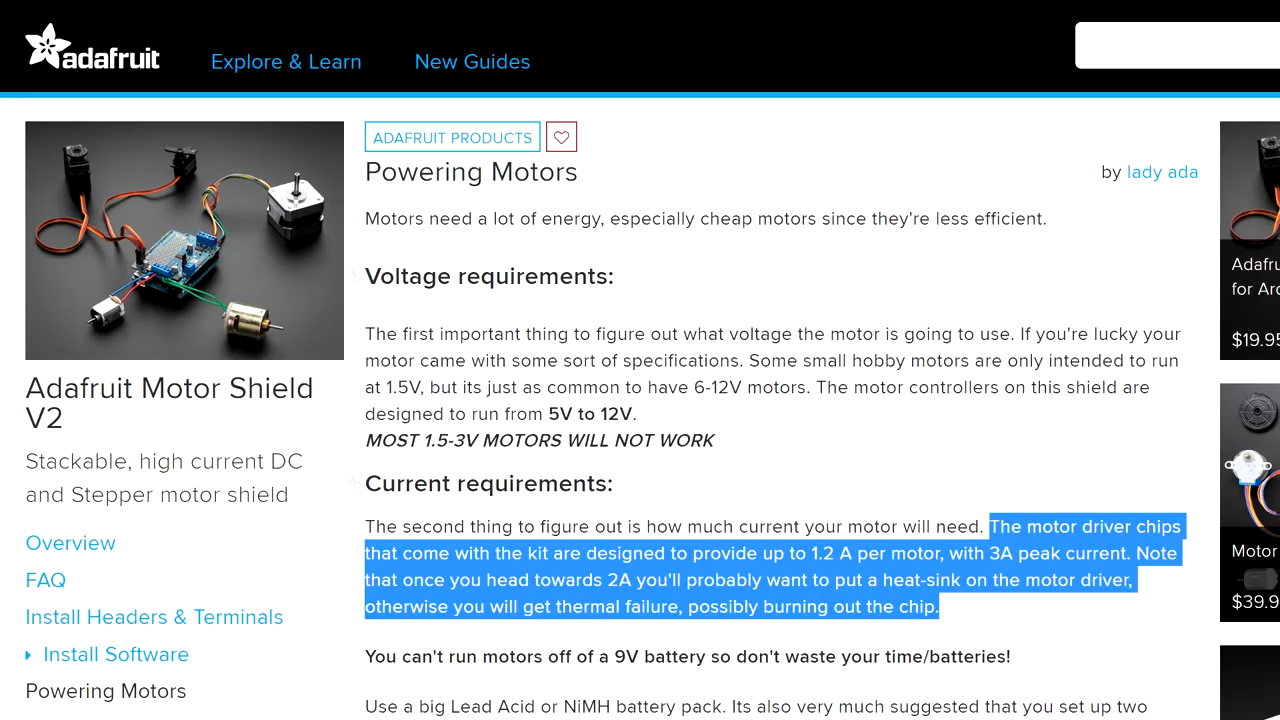 adafruit
Explore & Learn
New Guides
Adafruit Motor Shield
V2
Stackable, high current DC
and Stepper motor shield
Overview
FAQ
Install Headers & Terminals
Install Software
Powering Motors
ADAFRUIT PRODUCTS
Powering Motors
by lady ada
Motors need a lot of energy, especially cheap motors since they're less efficient.
Voltage requirements:
The first important thing to figure out what voltage the motor is going to use. If you're lucky your
motor came with some sort of specifications. Some small hobby motors are only intended to run
at 1.5V, but its just as common to have 6-12V motors. The motor controllers on this shield are
designed to run from 5V to 12V.
MOST 1.5-3V MOTORS WILL NOT WORK
Current requirements:
The second thing to figure out is how much current your motor will need. The motor driver chips
that come with the kit are designed to provide up to 1.2 A per motor, with 3A peak current. Note
that once you head towards 2A you'll probably want to put a heat-sink on the motor driver,
otherwise you will get thermal failure, possibly burning out the chip.
You can't run motors off of a 9V battery so don't waste your time/batteries!
Use a big Lead Acid or NiMH battery pack. Its also very much suggested that you set up two
Adafru
for Ard
$19.95
Motor
$39.9